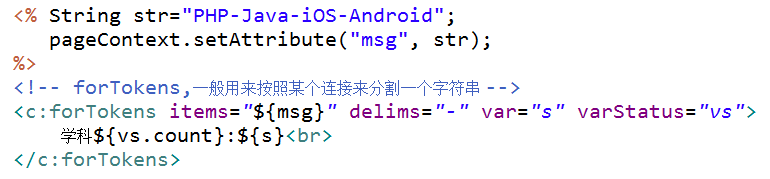 <% String str="PHP-Java-iOS-Android";
   pageContext.setAttribute("msg", str);
%>
<!-- forTokens,一般用来按照某个连接来分割一个字符串 -->
<c:forTokens items="${msg}" delims="-" var="s" varStatus="vs">
    学科${vs.count}:${s}<br>
</c:forTokens>